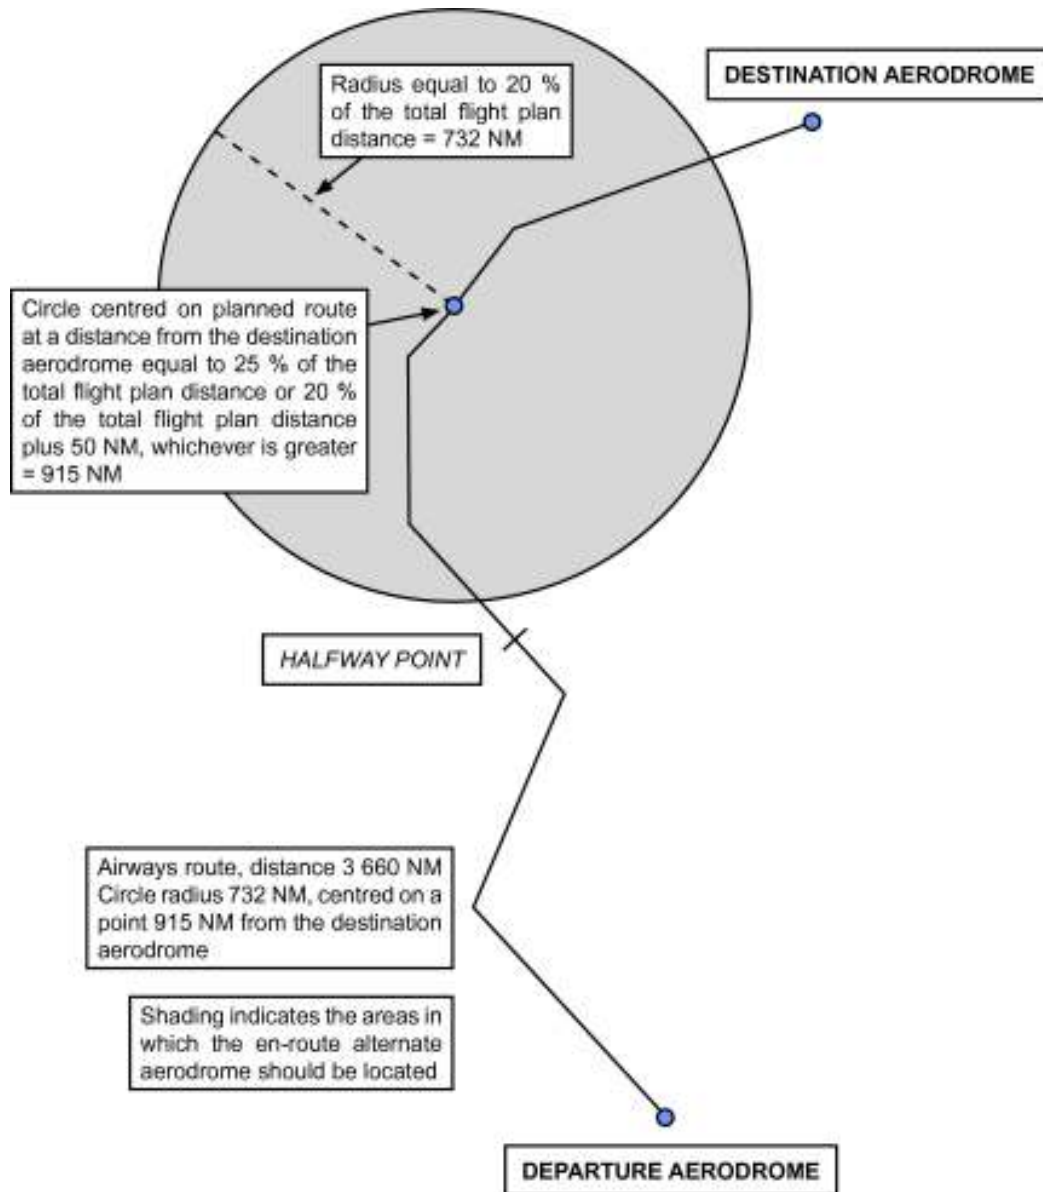 DESTINATION AERODROME
Radius equal to 20 %
of the total flight plan
distance = 732 NM
Circle centred on planned route
at a distance from the destination
aerodrome equal to 25 % of the
total flight plan distance or 20 %
of the total flight plan distance
plus 50 NM, whichever is greater
= 915 NM
HALFWAY POINT
Airways route, distance 3 660 NM
Circle radius 732 NM, centred on a
point 915 NM from the destination
aerodrome
Shading indicates the areas in
which the en-route alternate
aerodrome should be located
DEPARTURE AERODROME